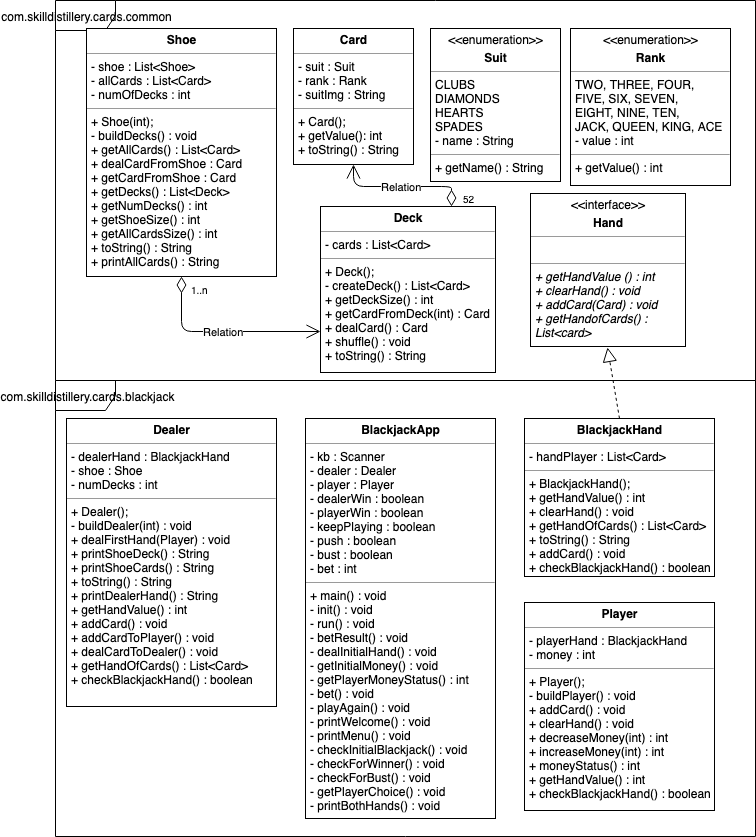 com.skilldistillery.cards.common
Shoe
- shoe : List<Shoe>
- allCards : List<Card>
- numOfDecks : int
+ Shoe(int);
- buildDecks() : void
+ getAllCards() : List<Card>
+ dealCardFromShoe : Card
+ getCardFromShoe : Card
+ getDecks() : List<Deck>
+ getNumDecks() : int
+ getShoeSize() : int
+ getAllCardsSize() : int
+ toString() : String
+ printAllCards() : String
1..n
Relation
Card
- suit : Suit
- rank : Rank
- suitImg : String
+ Card();
+ getValue(): int
+ toString() : String
Relation
52
<<enumeration>>
Suit
CLUBS
DIAMONDS
HEARTS
SPADES
- name : String
+ getName() : String
<<enumeration>>
Rank
TWO, THREE, FOUR,
FIVE, SIX, SEVEN,
EIGHT, NINE, TEN,
JACK, QUEEN, KING, ACE
- value : int
+ getValue() : int
Deck
- cards : List<Card>
+ Deck();
- createDeck() : List<Card>
+ getDeckSize() : int
+ getCardFromDeck(int) : Card
+ dealCard() : Card
+ shuffle() : void
+ toString() : String
<<interface>>
Hand
+ getHandValue () : int
+ clearHand() : void
+ addCard(Card) : void
+ getHandofCards() :
List<card>
com.skilldistillery.cards.blackjack
Dealer
- dealerHand : BlackjackHand
- shoe : Shoe
- numDecks : int
+ Dealer();
- buildDealer(int) : void
+ dealFirstHand(Player) : void
+ printShoeDeck() : String
+ printShoeCards() : String
+ toString() : String
+ printDealerHand() : String
+ getHandValue() : int
+ addCard() : void
+ addCardToPlayer() : void
+ dealCardToDealer() : void
+ getHandOfCards() : List<Card>
+ checkBlackjackHand() : boolean
BlackjackApp
- kb : Scanner
- dealer : Dealer
- player : Player
- dealerWin : boolean
- playerWin : boolean
- keepPlaying : boolean
- push : boolean
- bust : boolean
- bet : int
+ main() : void
- init() : void
- run() : void
- betResult() : void
- dealInitialHand() : void
- getInitialMoney() : void
- getPlayerMoneyStatus() : int
- bet() : void
- playAgain() : void
- printWelcome() : void
- printMenu() : void
- checkInitialBlackjack() : void
- checkForWinner() : void
- checkForBust() : void
- getPlayerChoice() : void
- printBothHands() : void
BlackjackHand
- handPlayer : List<Card>
+ BlackjackHand();
+ getHandValue() : int
+ clearHand() : void
+ getHandOfCards() : List<Card>
+ toString() : String
+ addCard() : void
+ checkBlackjackHand() : boolean
Player
- playerHand : BlackjackHand
- money : int
+ Player();
- buildPlayer() : void
+ addCard() : void
+ clearHand() : void
+ decreaseMoney(int) : int
+ increaseMoney(int) : int
+ moneyStatus() : int
+ getHandValue() : int
+ checkBlackjackHand() : boolean